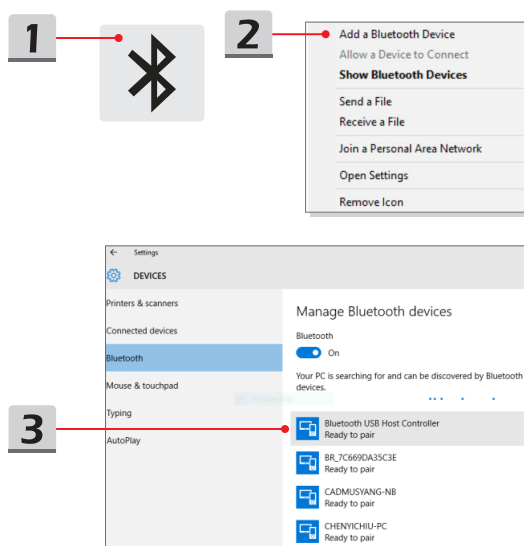 1
2
Add a Bluetooth Device
Allow a Device to Connect
Show Bluetooth Devices
Send a File
Receive a File
Join a Personal Area Network
Open Settings
Remove Icon
Settings
DEVICES
Printers & scanners
Connected devices
Bluetooth
Mouse & touchpad
Typing
AutoPlay
Manage Bluetooth devices
Bluetooth
On
Your PC is searching for and can be discovered by Bluetooth
devices.
3
Bluetooth USB Host Controller
Ready to pair
BR_7C669DA35C3E
Ready to pair
CADMUSYANG-NB
Ready to pair
CHENYICHIU-PC
Ready to pair